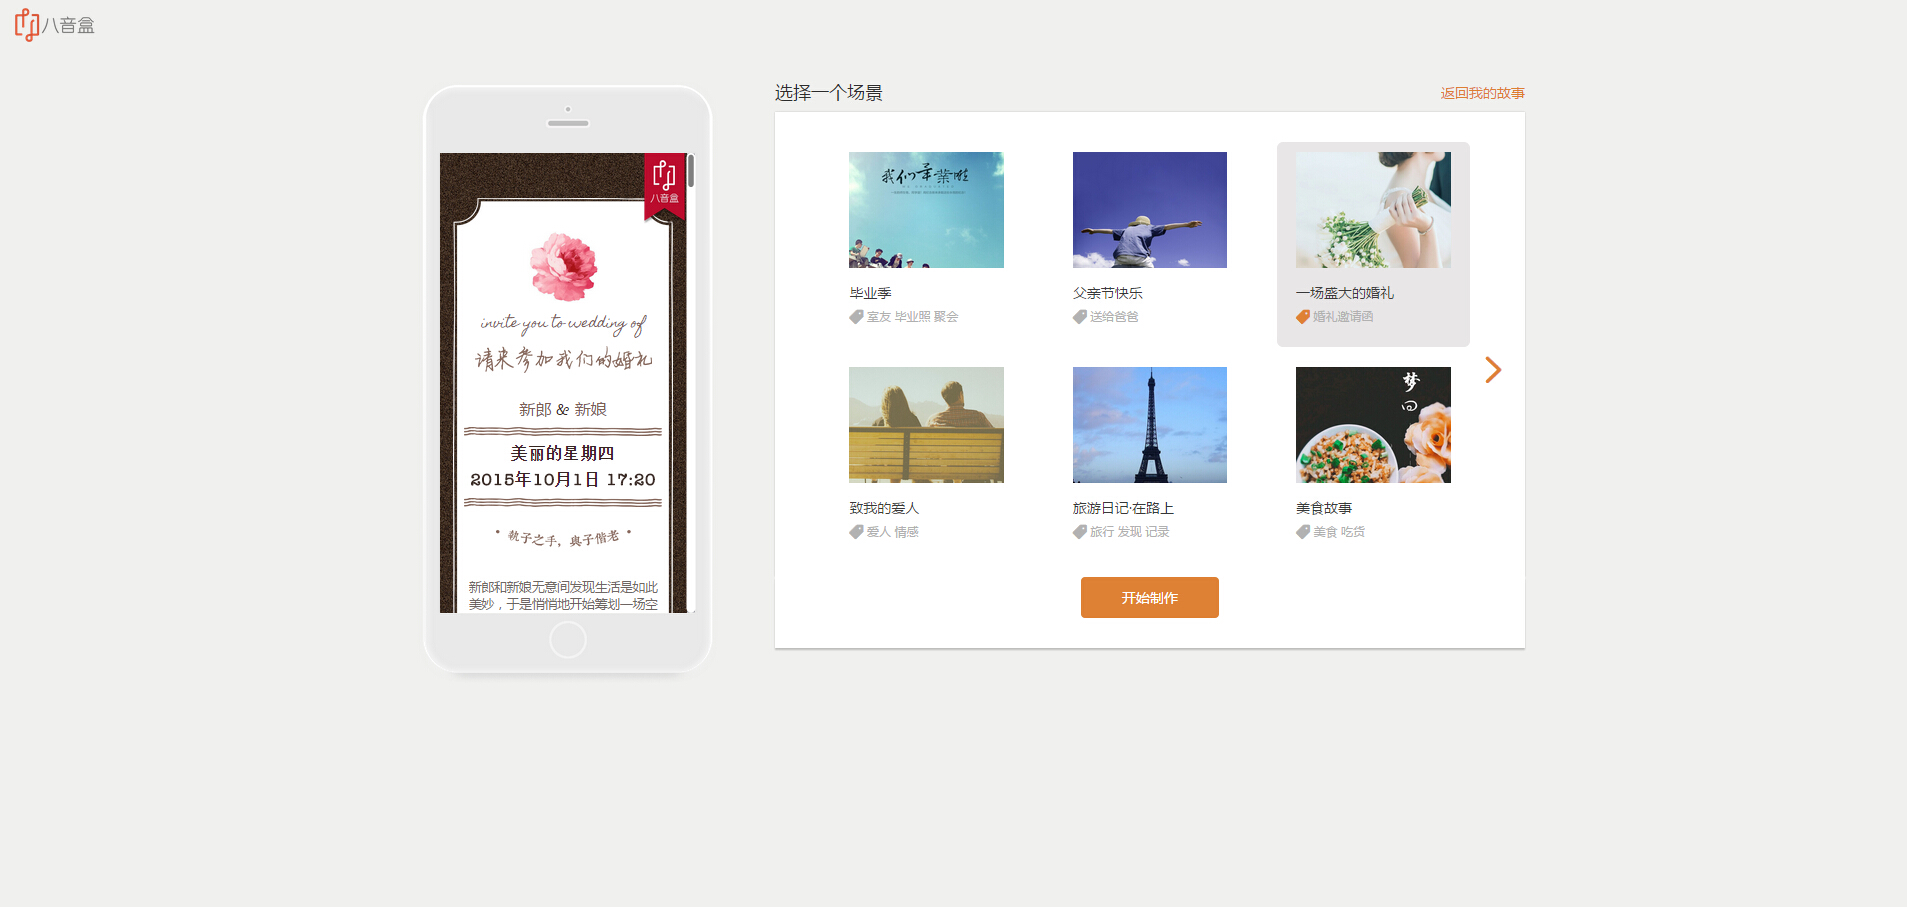 八音盒
八音盒
invite you to wedding of
请来参加我们的婚礼
新郎 & 新娘
美丽的星期四
2015年10月1日 17:20
• 執子之手，與子偕老 •
新郎和新娘无意间发现生活是如此
美妙，于是悄悄地开始筹划一场空
选择一个场景
返回我的故事
我们毕业啦
毕业季
室友 毕业照 聚会
父亲节快乐
送给爸爸
一场盛大的婚礼
婚礼邀请函
致我的爱人
爱人 情感
旅游日记·在路上
旅行 发现 记录
梦
回
美食故事
美食 吃货
开始制作